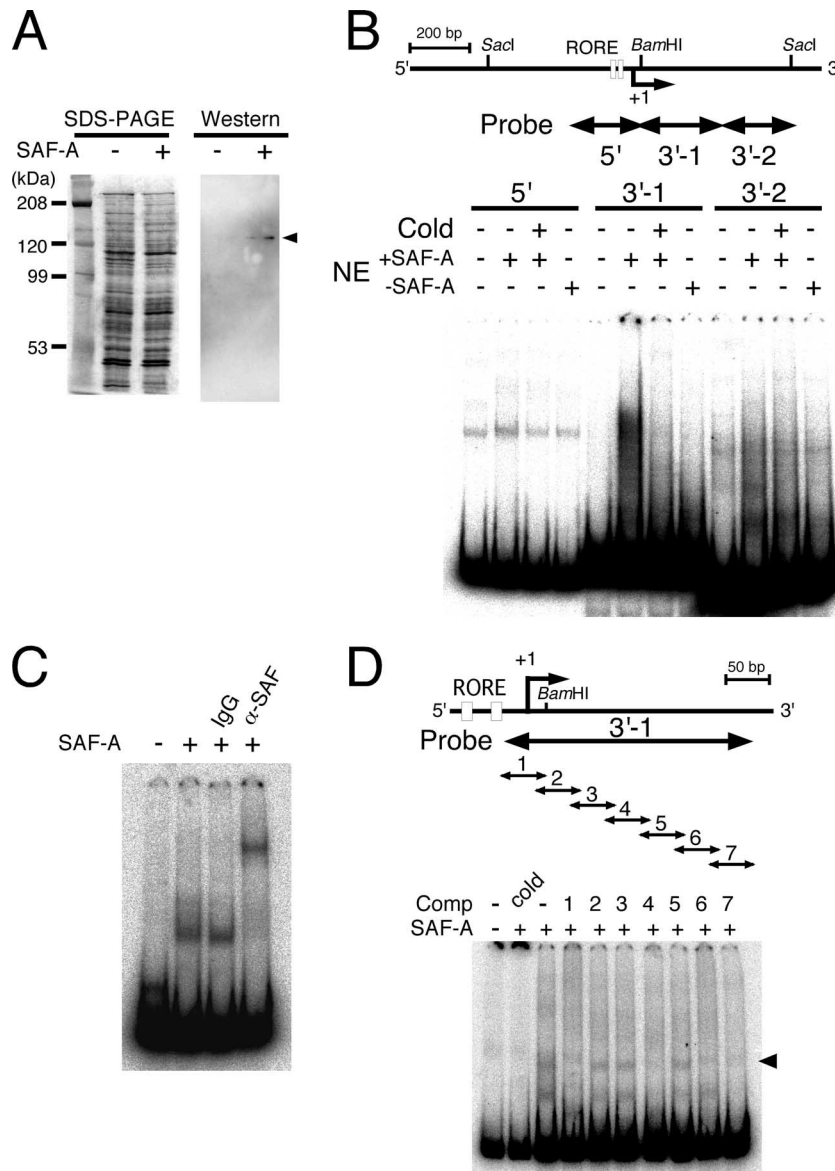 A
SDS-PAGE Western
SAF-A - + - +
(kDa)
208
120
99
53
B
200 bp SacI RORE BamHI SacI
5' 3'
+1
Probe
5' 3'-1 3'-2
5' 3'-1 3'-2
Cold - - + - - - + - - - + -
NE +SAF-A - + + - - + + - - + + -
-SAF-A - - - + - - - + - - - +
C
IgG α-SAF
SAF-A - + + +
D
+1 50 bp
RORE BamHI
5' 3'
Probe 3'-1
1
2
3
4
5
6
7
Comp - cold - 1 2 3 4 5 6 7
SAF-A - + + + + + + + + +